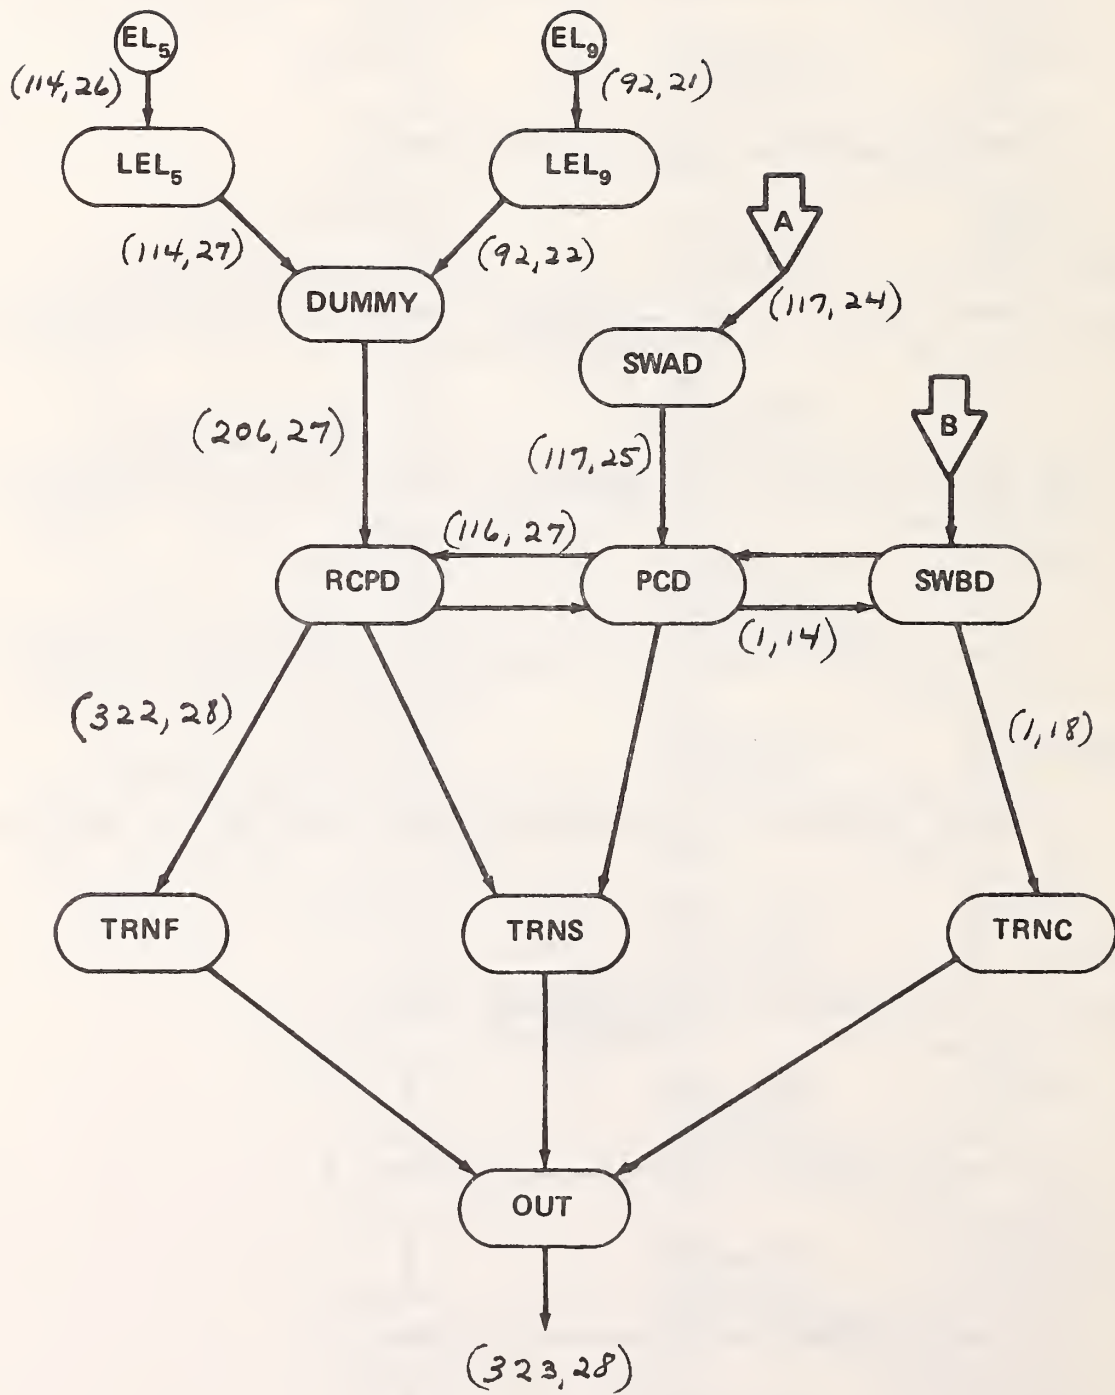 EL5
EL9
(114,26)
(92,21)
LEL5
LEL9
A
(114,27)
(92,22)
DUMMY
(117,24)
SWAD
B
(206,27)
(117,25)
(116,27)
RCPD
PCD
SWBD
(1,14)
(322,28)
(1,18)
TRNF
TRNS
TRNC
OUT
(323,28)